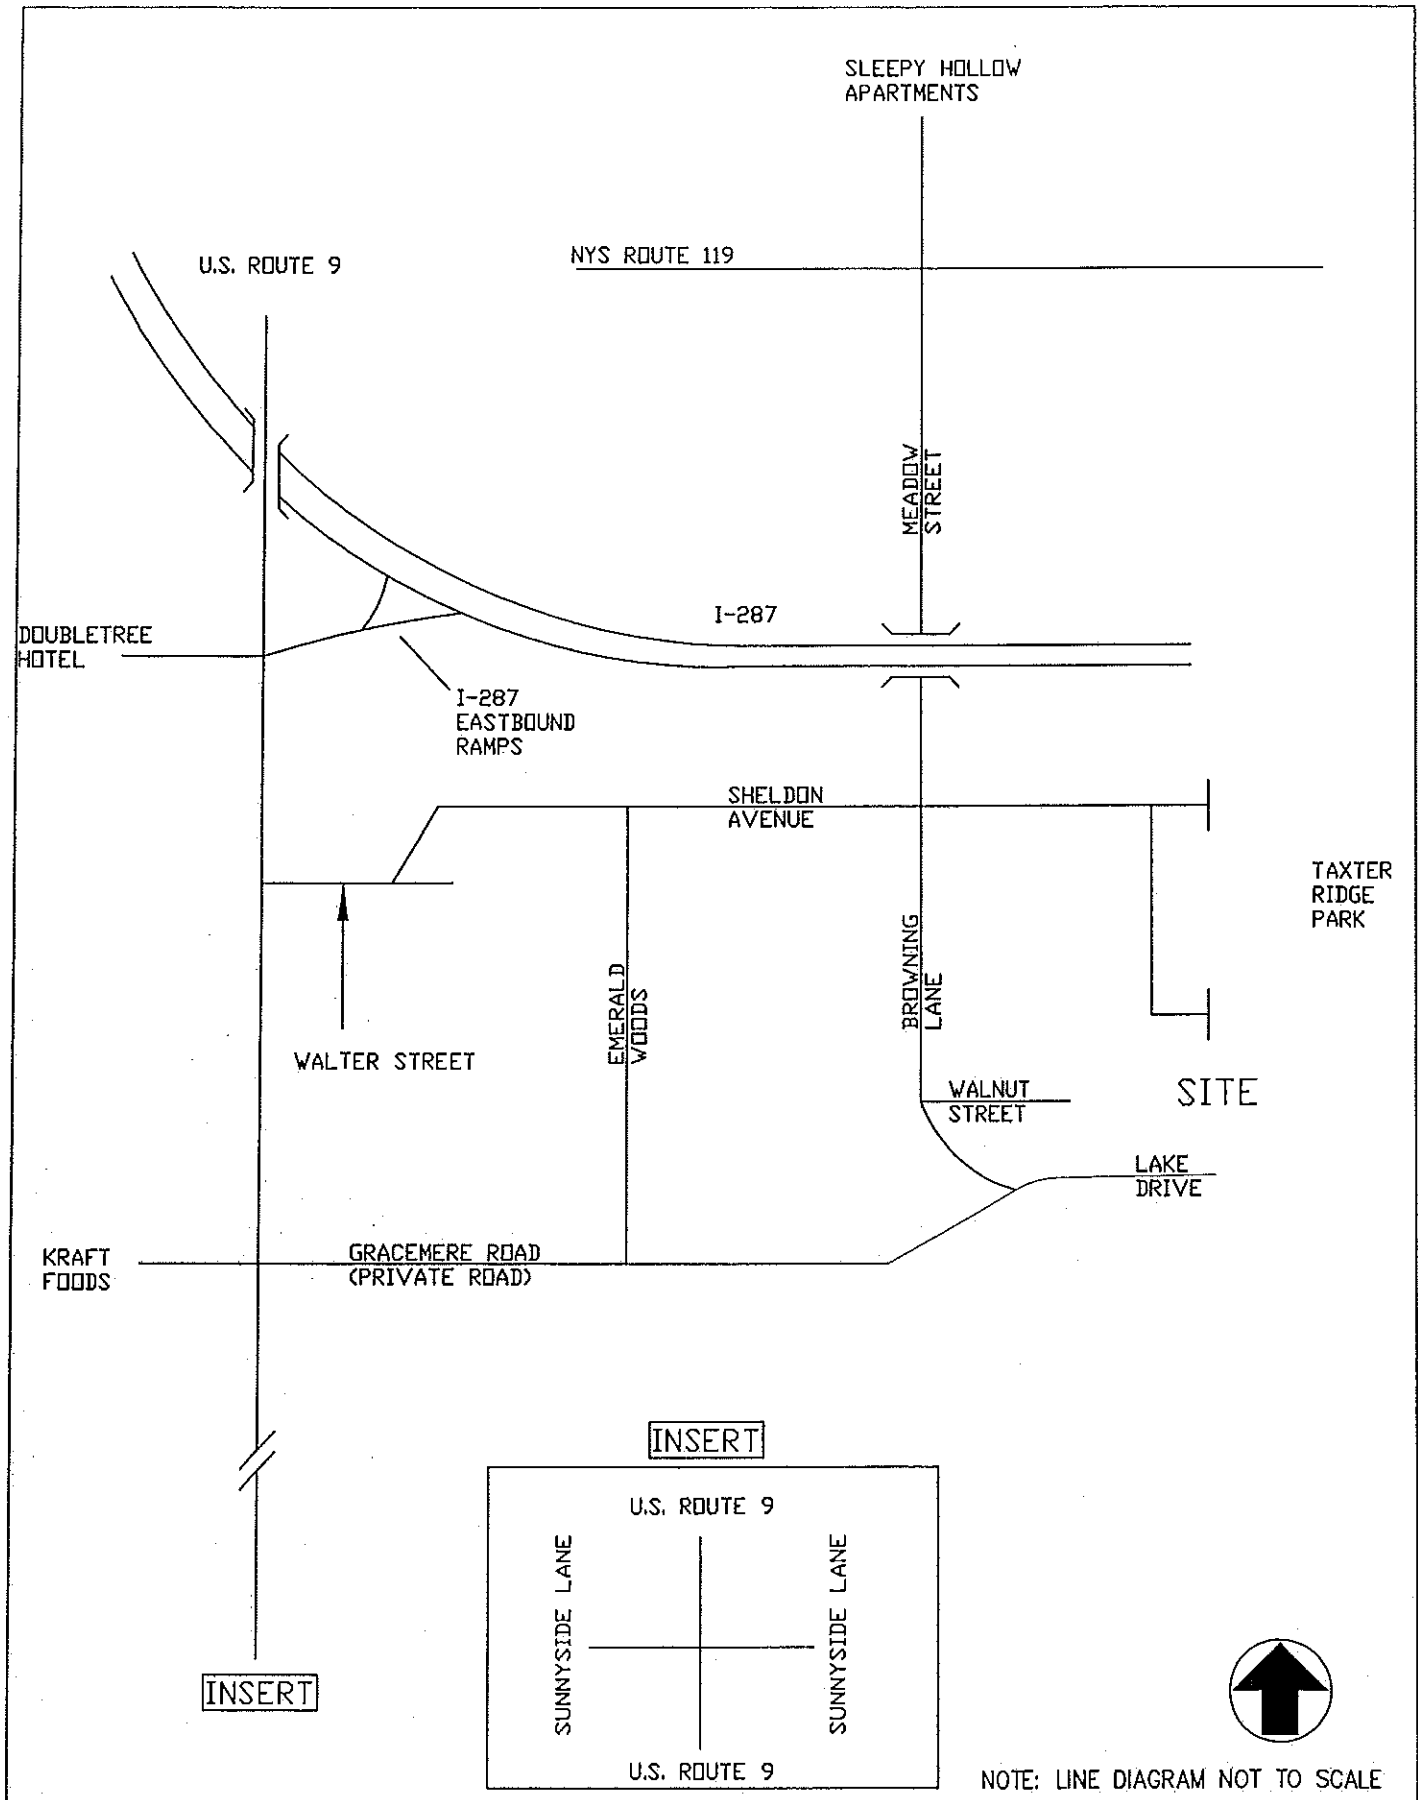 SLEEPY HOLLOW
APARTMENTS
U.S. ROUTE 9
NYS ROUTE 119
MEADOW
STREET
I-287
DOUBLETREE
HOTEL
I-287
EASTBOUND
RAMPS
SHELDON
AVENUE
TAXTER
RIDGE
PARK
WALTER STREET
EMERALD
WOODS
BROWNING
LANE
WALNUT
STREET
SITE
LAKE
DRIVE
KRAFT
FOODS
GRACEMERE ROAD
(PRIVATE ROAD)
INSERT
U.S. ROUTE 9
SUNNYSIDE LANE
SUNNYSIDE LANE
U.S. ROUTE 9
INSERT
NOTE: LINE DIAGRAM NOT TO SCALE